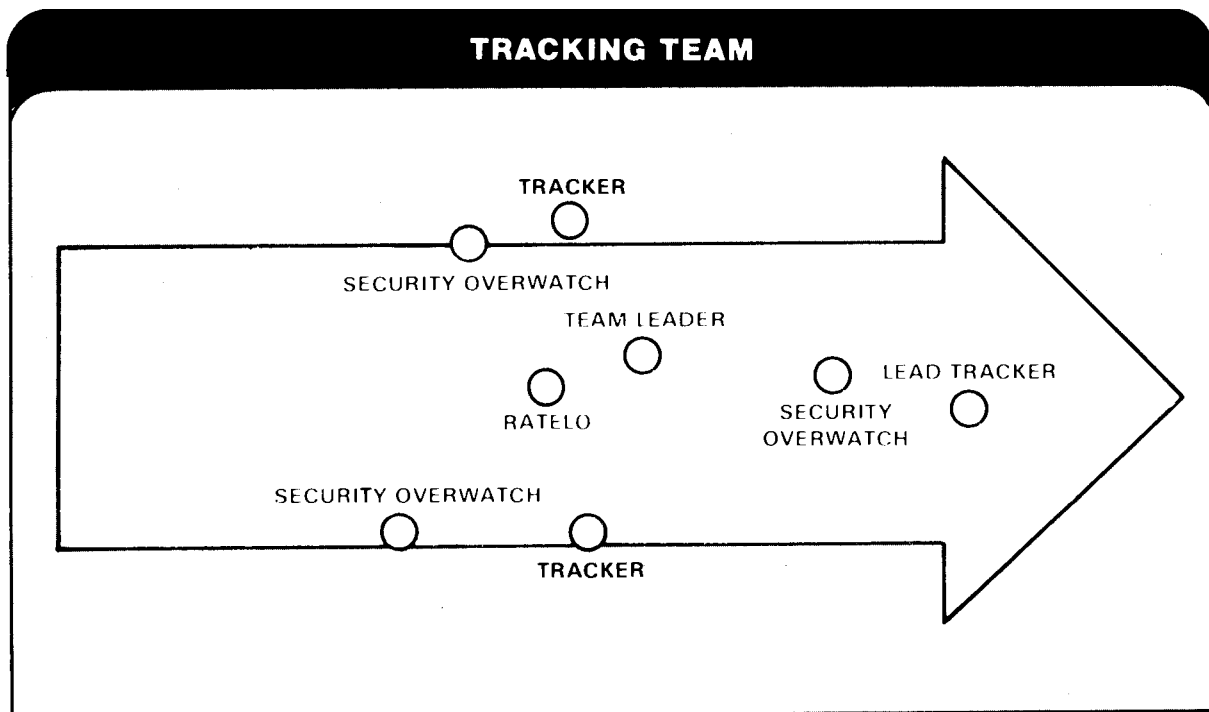 TRACKING TEAM
TRACKER
SECURITY OVERWATCH
TEAM LEADER
LEAD TRACKER
RATELO
SECURITY
OVERWATCH
SECURITY OVERWATCH
TRACKER